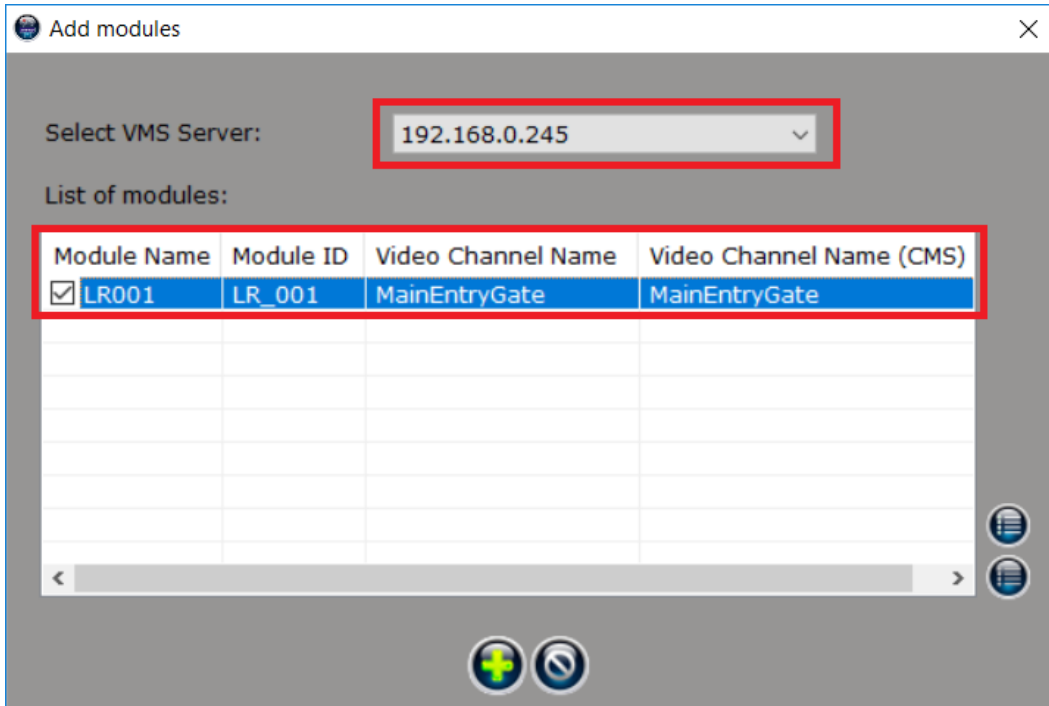 Add modules
Select VMS Server:
192.168.0.245
List of modules:
Module Name Module ID Video Channel Name Video Channel Name (CMS)
LR001 LR_001 MainEntryGate MainEntryGate